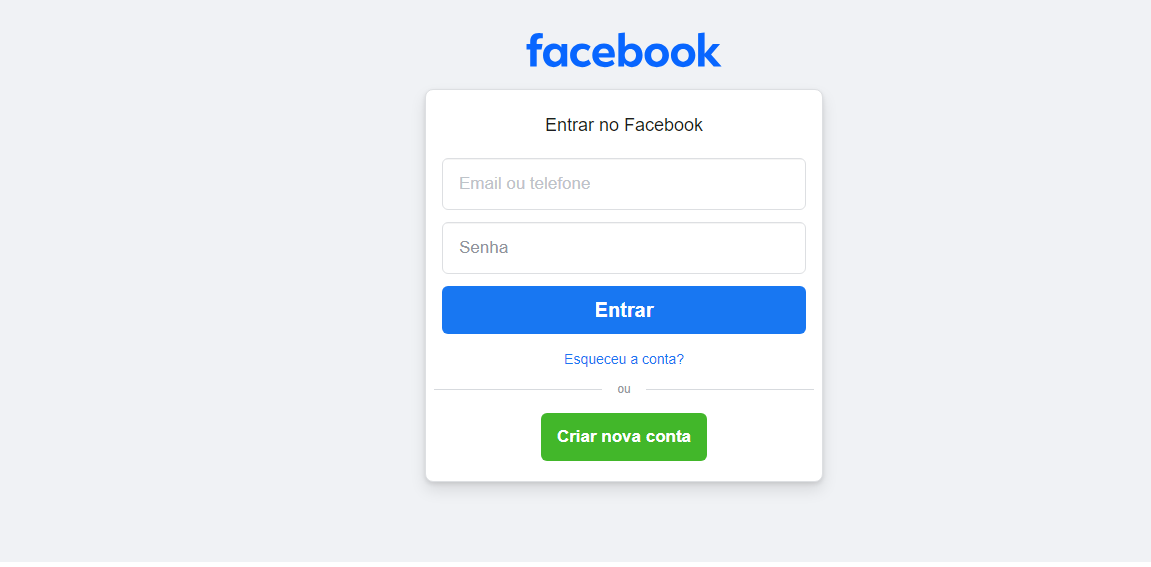 facebook
Entrar no Facebook
Email ou telefone
Senha
Entrar
Esqueceu a conta?
ou
Criar nova conta